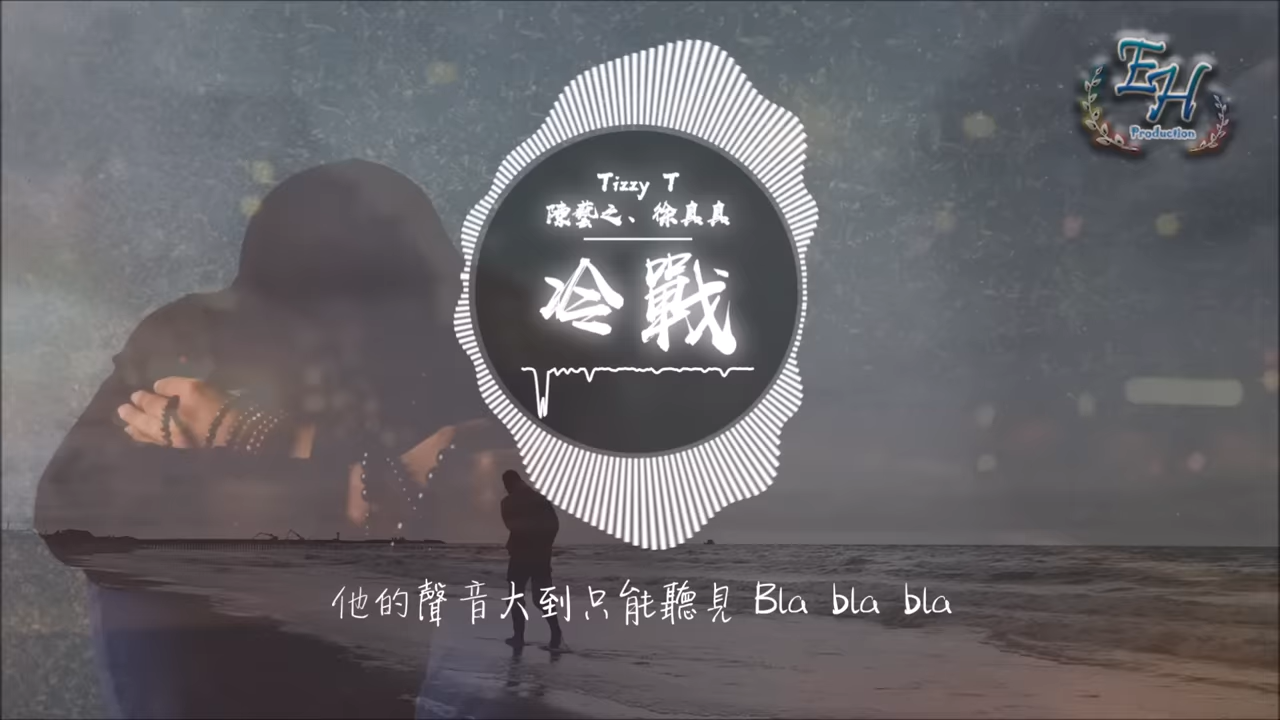 Tizzy T
陳藝之、徐真真
冷戰
EH
Production
他的聲音大到只能聽見 Bla bla bla